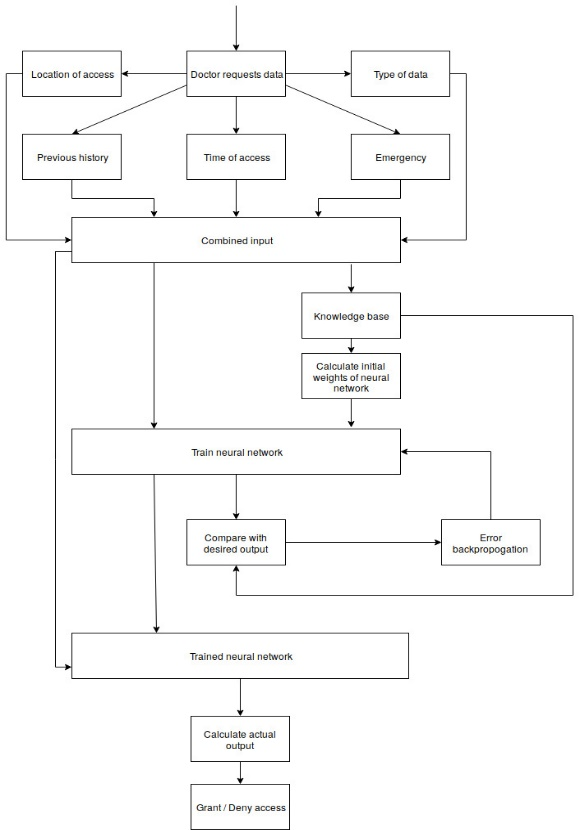 Location of access
Doctor requests data
Type of data
Previous history
Time of access
Emergency
Combined input
Knowledge base
Calculate initial
weights of neural
network
Train neural network
Compare with
desired output
Error
backpropogation
Trained neural network
Calculate actual
output
Grant / Deny access